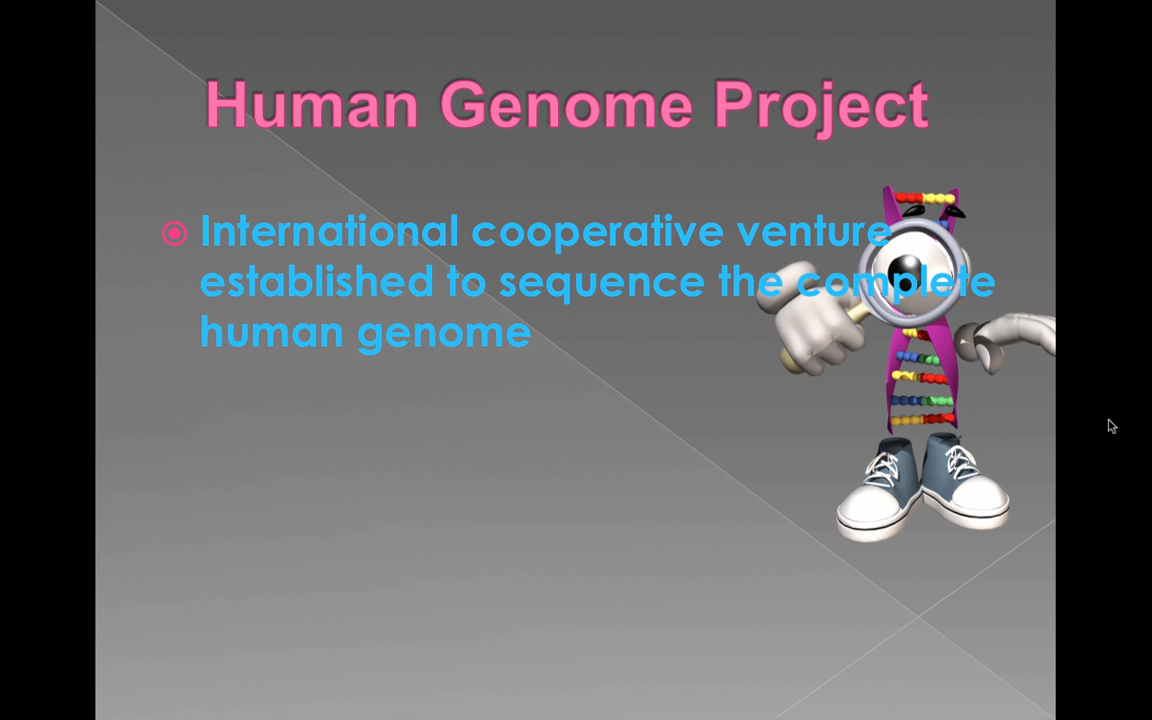 Human Genome Project
International cooperative venture
established to sequence the complete
human genome